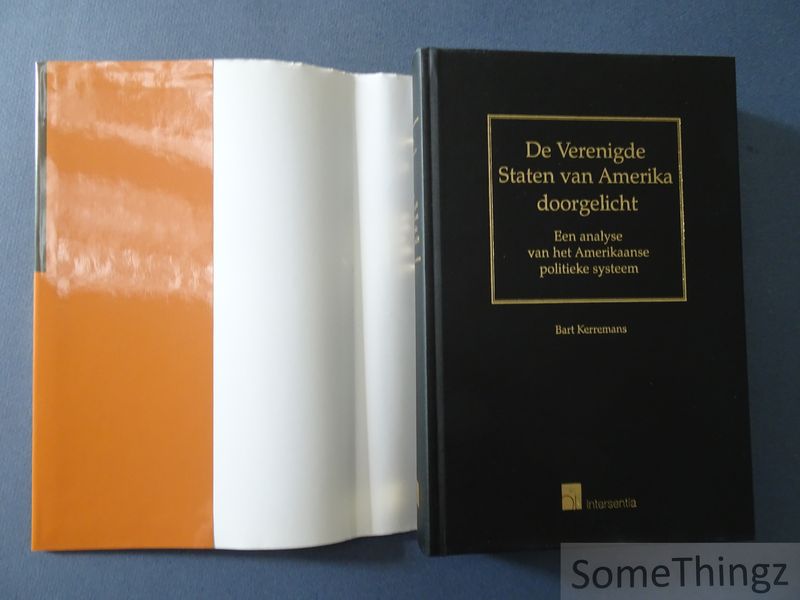 De Verenigde
Staten van Amerika
doorgelicht
Een analyse
van het Amerikaanse
politieke systeem
Bart Kerremans
intersentia
SomeThingz